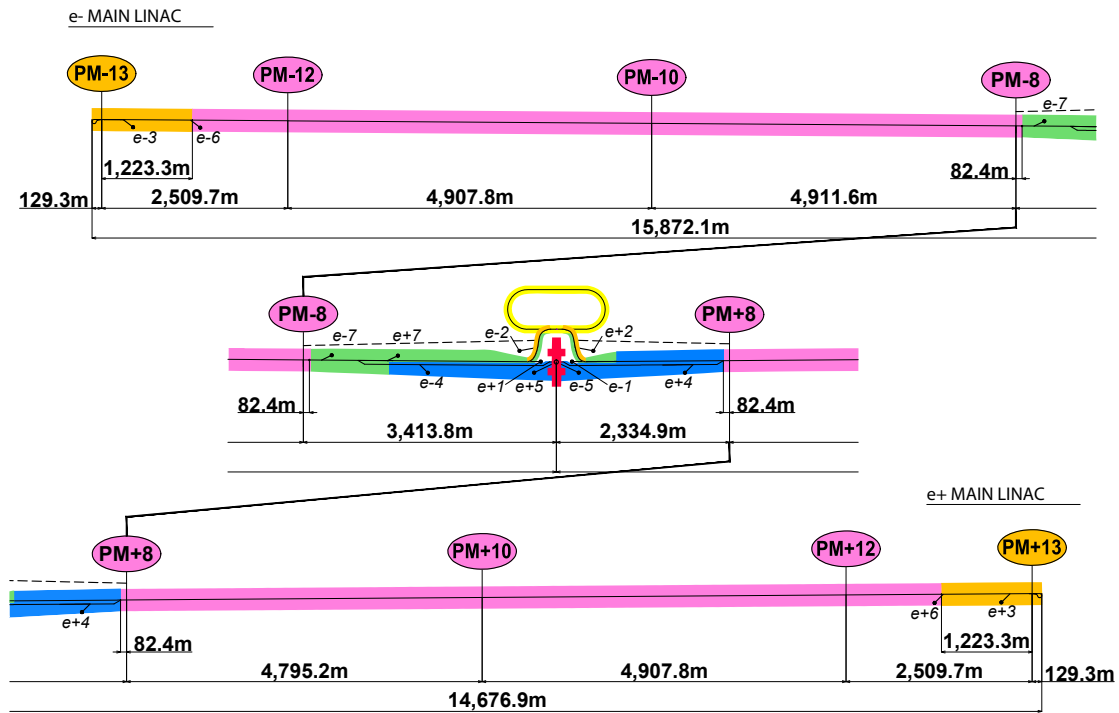 e- MAIN LINAC
PM-13
PM-12
PM-10
PM-8
e-7
e-3
e-6
1,223.3m
82.4m
129.3m
2,509.7m
4,907.8m
4,911.6m
15,872.1m
PM-8
PM+8
e-7
e+7
e-2
e+2
e-4
e+1
e+5
e-5
e-1
e+4
82.4m
82.4m
3,413.8m
2,334.9m
e+ MAIN LINAC
PM+8
PM+10
PM+12
PM+13
e+4
e+6
e+3
82.4m
1,223.3m
4,795.2m
4,907.8m
2,509.7m
129.3m
14,676.9m